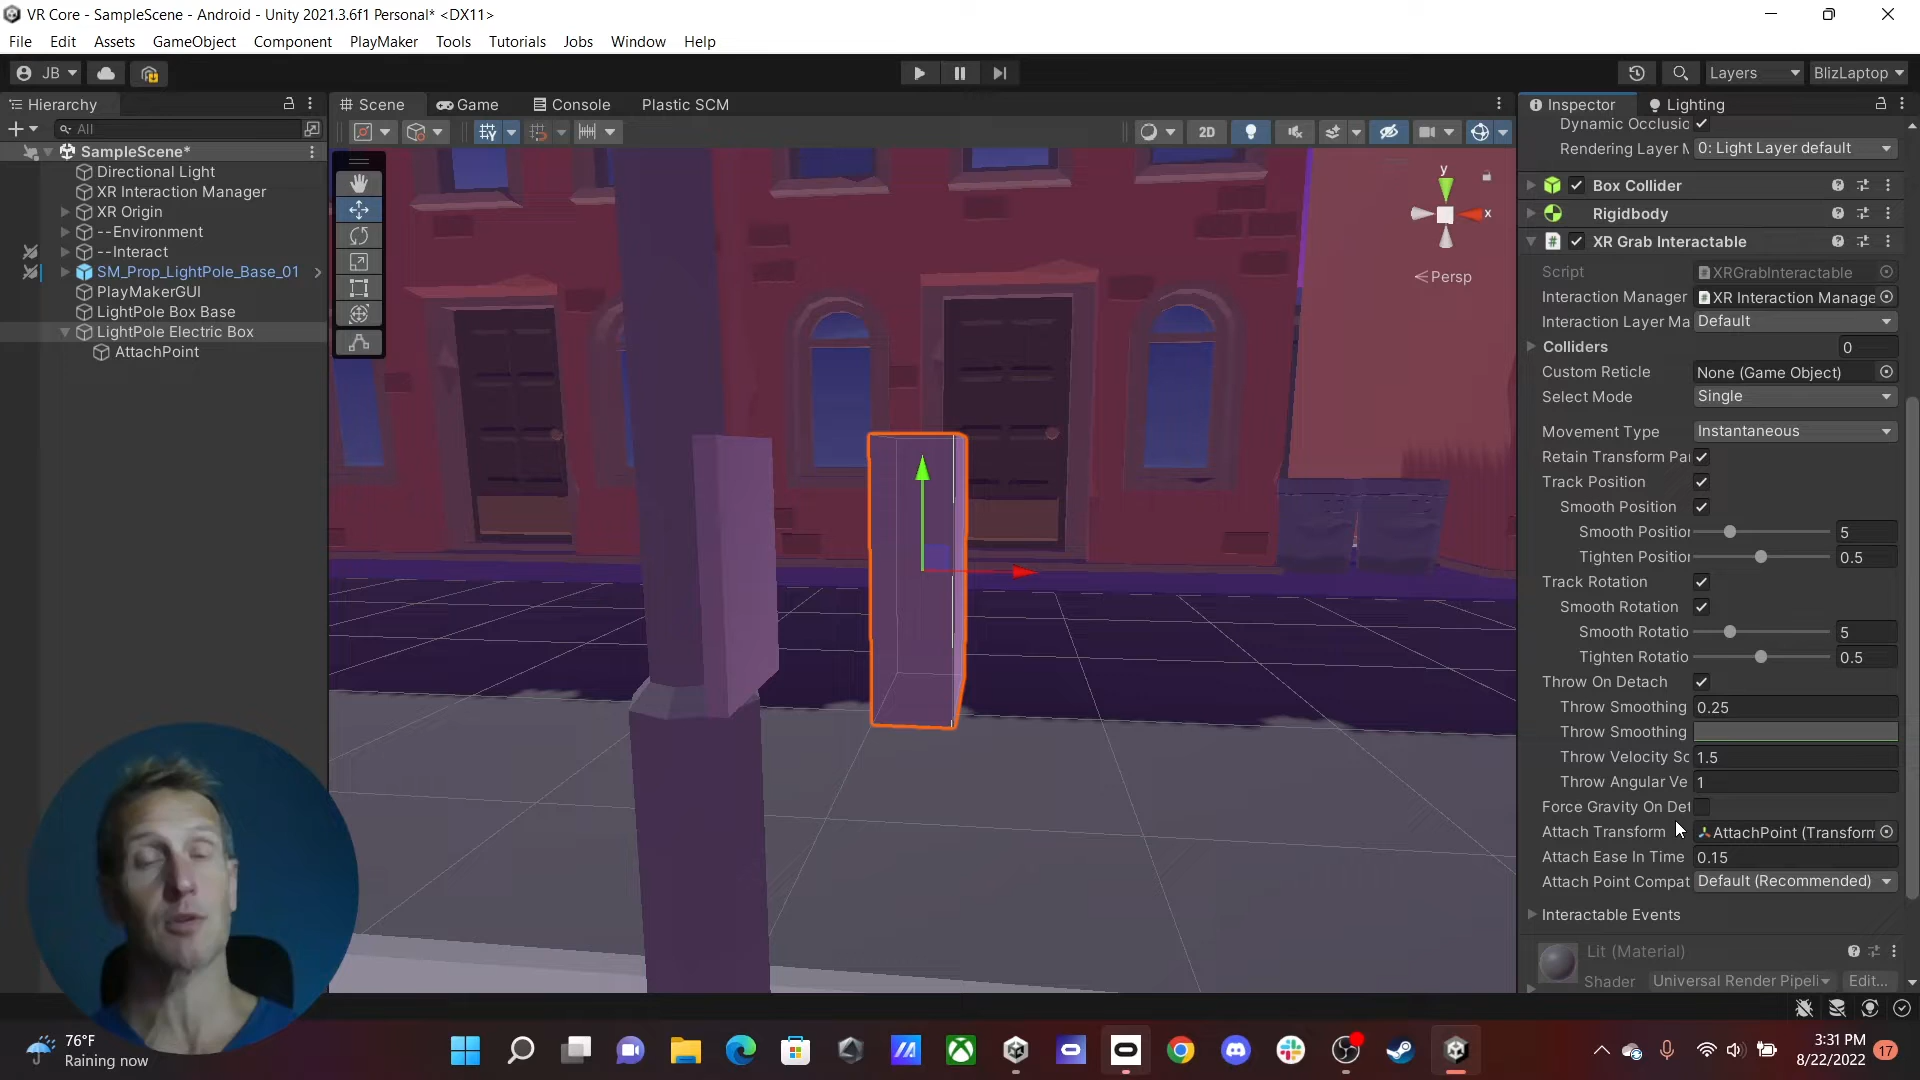 VR Core - SampleScene - Android - Unity 2021.3.6f1 Personal* <DX11>
File Edit Assets GameObject Component PlayMaker Tools Tutorials Jobs Window Help
JB
Layers BlizLaptop
Hierarchy
All
SampleScene*
Directional Light
XR Interaction Manager
XR Origin
--Environment
--Interact
SM_Prop_LightPole_Base_01
PlayMakerGUI
LightPole Box Base
LightPole Electric Box
AttachPoint
Scene Game Console Plastic SCM
2D
y
x
Persp
Inspector Lighting
Dynamic Occlusic
Rendering Layer M 0: Light Layer default
Box Collider
Rigidbody
XR Grab Interactable
Script XRGrabInteractable
Interaction Manager XR Interaction Manage
Interaction Layer Ma Default
Colliders 0
Custom Reticle None (Game Object)
Select Mode Single
Movement Type Instantaneous
Retain Transform Pa
Track Position
Smooth Position
Smooth Position 5
Tighten Position 0.5
Track Rotation
Smooth Rotation
Smooth Rotatio 5
Tighten Rotatio 0.5
Throw On Detach
Throw Smoothing 0.25
Throw Smoothing
Throw Velocity Sc 1.5
Throw Angular Ve 1
Force Gravity On Det
Attach Transform AttachPoint (Transform
Attach Ease In Time 0.15
Attach Point Compat Default (Recommended)
Interactable Events
Lit (Material)
Shader Universal Render Pipeli Edit...
76°F
Raining now
3:31 PM
8/22/2022
17